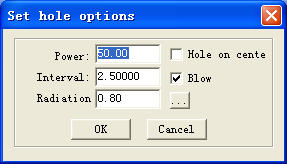 Set hole options
Power: 50.00 Hole on cente
Interval: 2.50000 Blow
Radiation 0.80 ...
OK Cancel